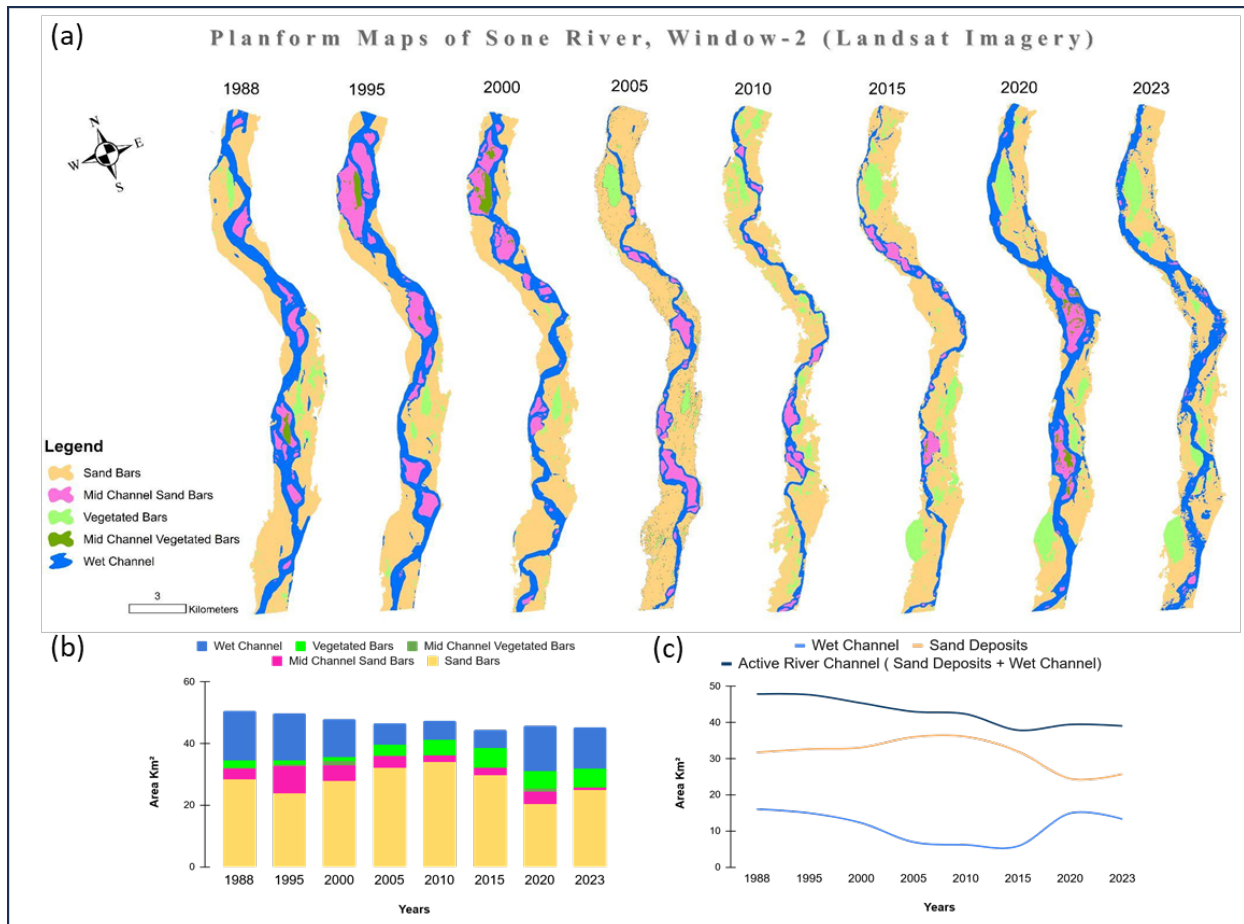 (a)
Planform Maps of Sone River, Window-2 (Landsat Imagery)
1988 1995 2000 2005 2010 2015 2020 2023
N
E
W
S
Legend
Sand Bars
Mid Channel Sand Bars
Vegetated Bars
Mid Channel Vegetated Bars
Wet Channel
3
Kilometers
(b)
Wet Channel Vegetated Bars Mid Channel Vegetated Bars
Mid Channel Sand Bars Sand Bars
60
40
20
0
Area Km²
1988 1995 2000 2005 2010 2015 2020 2023
Years
(c)
Wet Channel Sand Deposits
Active River Channel ( Sand Deposits + Wet Channel)
50
40
30
20
10
0
Area Km²
1988 1995 2000 2005 2010 2015 2020 2023
Years